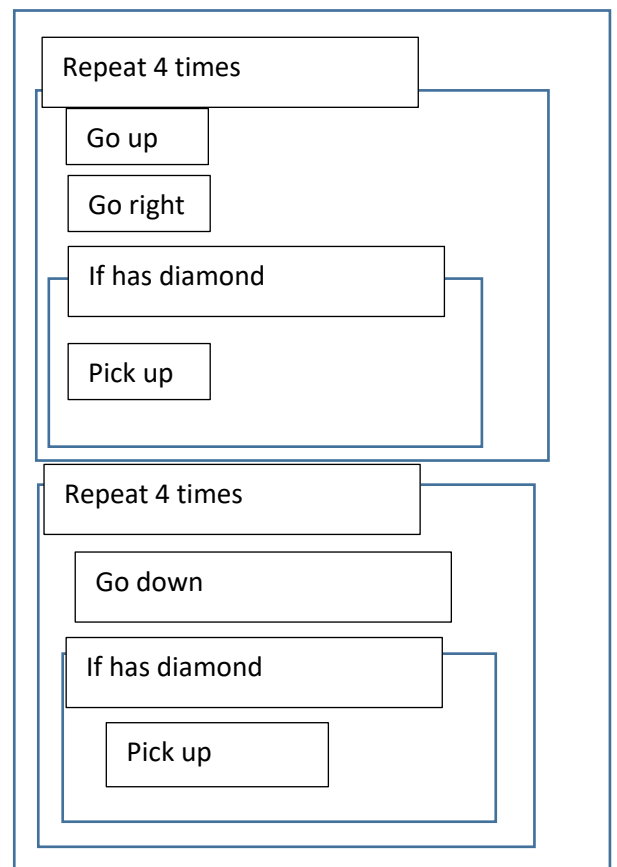 Repeat 4 times
Go up
Go right
If has diamond
Pick up
Repeat 4 times
Go down
If has diamond
Pick up